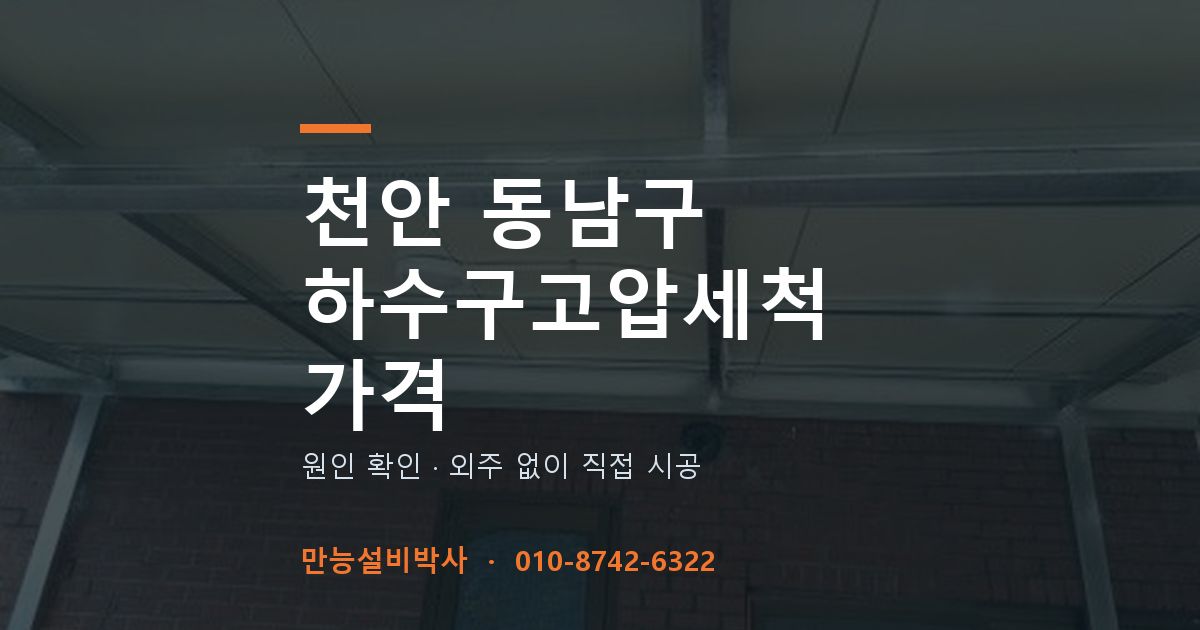 천안 동남구
하수구고압세척
가격
원인 확인 · 외주 없이 직접 시공
만능설비박사 · 010-8742-6322